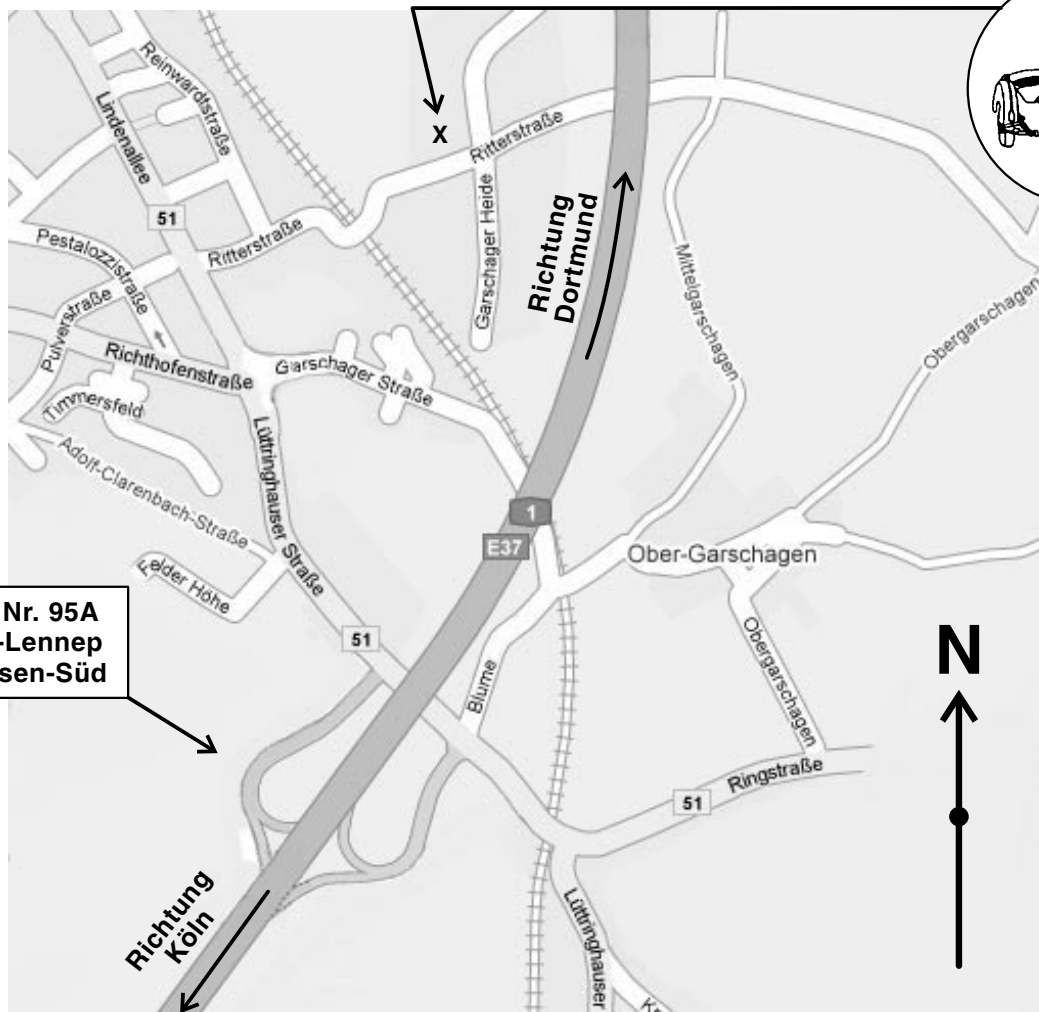 Reinwardtstraße
Lindenallee
X
Ritterstraße
Garschager Heide
51
Richtung
Dortmund
Pestalozzistraße
Ritterstraße
Mittelgarschagen
Obergarschagen
Pulverstraße
Richthofenstraße
Garschager Straße
Timmersfeld
Lüttringhauser Straße
Adolf-Clarenbach-Straße
1
E37
Ober-Garschagen
Felder Höhe
Nr. 95A
-Lennep
sen-Süd
51
Blume
Obergarschagen
N
Ringstraße
51
Richtung
Köln
Lüttringhauser